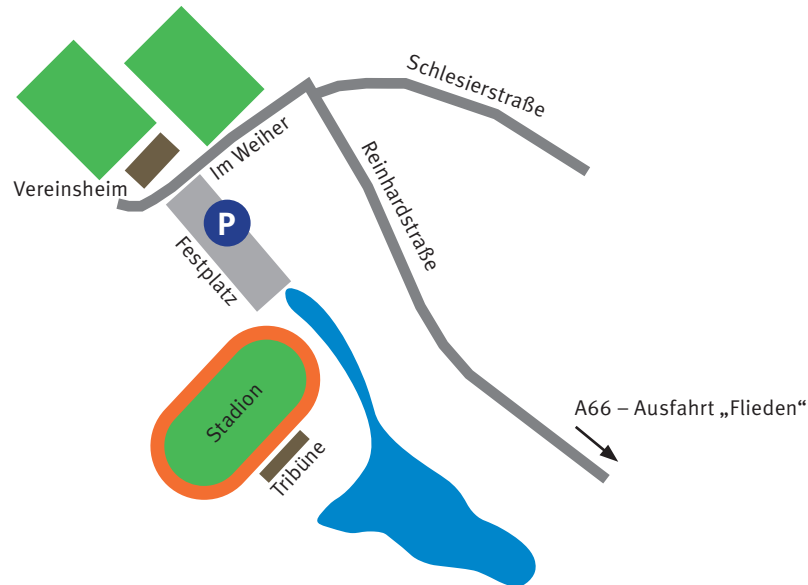 Schlesierstraße
Im Weiher
Vereinsheim
P
Reinhardstraße
Festplatz
Stadion
A66 – Ausfahrt „Flieden“
Tribüne